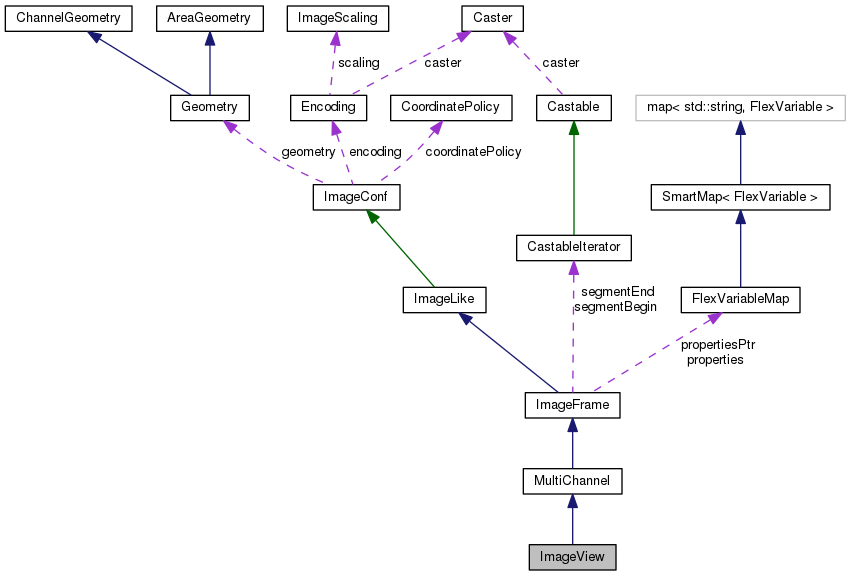 ChannelGeometry
AreaGeometry
ImageScaling
Caster
scaling
caster
caster
Geometry
Encoding
CoordinatePolicy
Castable
map< std::string, FlexVariable >
geometry
encoding
coordinatePolicy
ImageConf
SmartMap< FlexVariable >
CastableIterator
segmentEnd
segmentBegin
ImageLike
FlexVariableMap
propertiesPtr
properties
ImageFrame
MultiChannel
ImageView